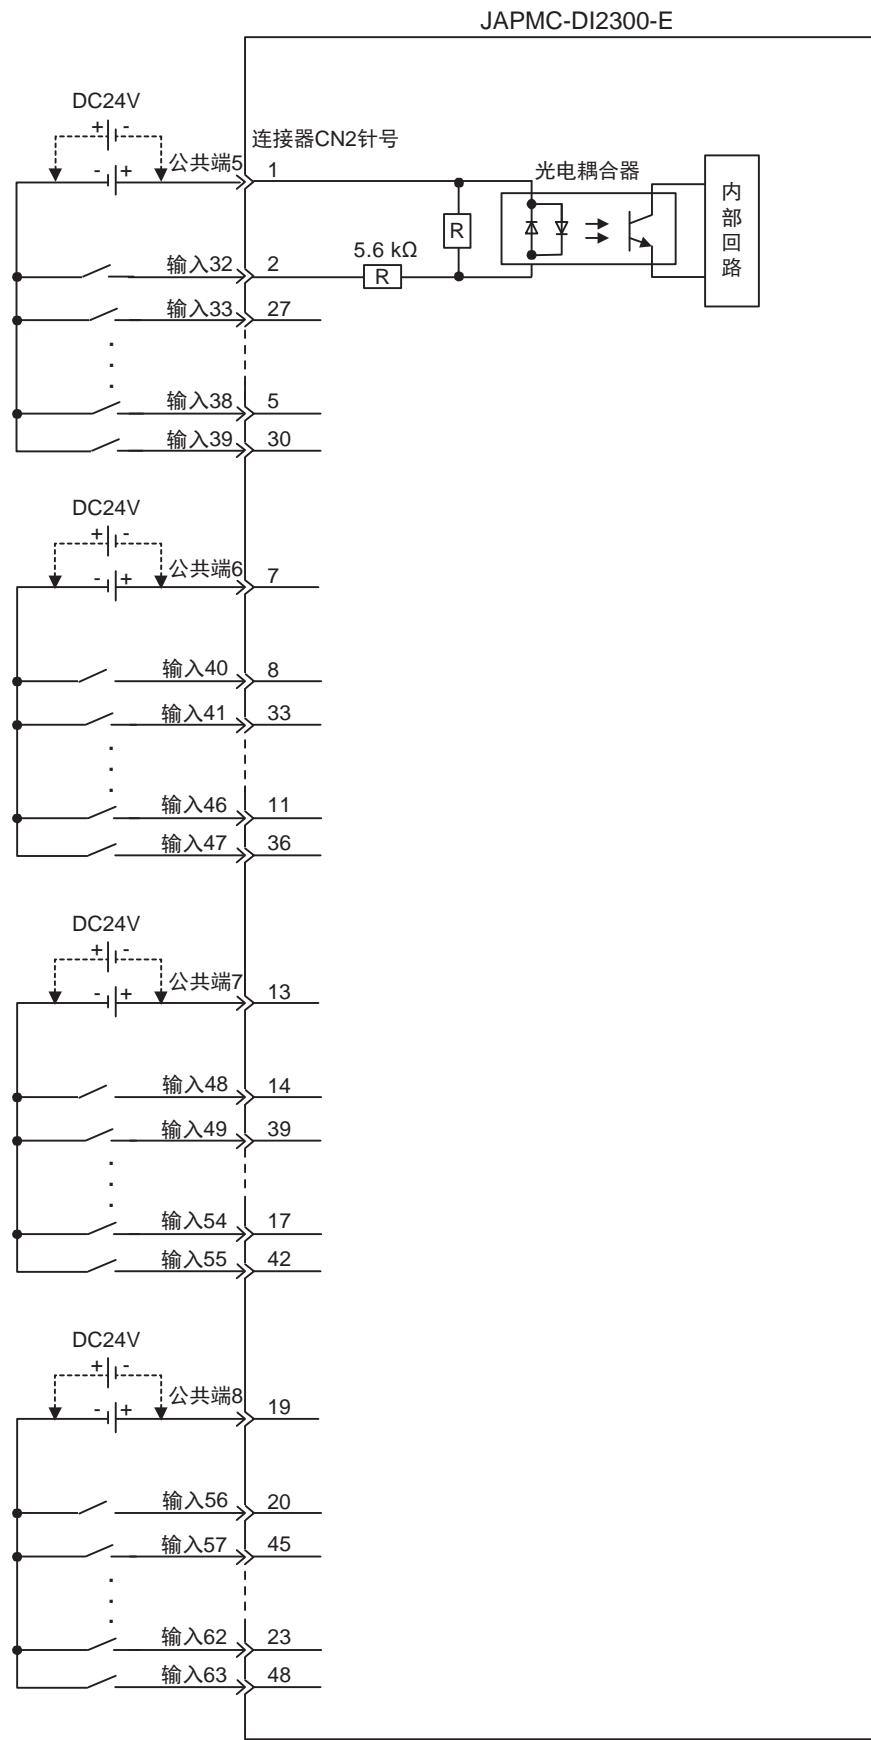 JAPMC-DI2300-E
DC24V
+ -
连接器CN2针号
- + 公共端5 1
光电耦合器
内部回路
R
5.6 kΩ
输入32 2 R
输入33 27
输入38 5
输入39 30
DC24V
+ -
- + 公共端6 7
输入40 8
输入41 33
输入46 11
输入47 36
DC24V
+ -
- + 公共端7 13
输入48 14
输入49 39
输入54 17
输入55 42
DC24V
+ -
- + 公共端8 19
输入56 20
输入57 45
输入62 23
输入63 48